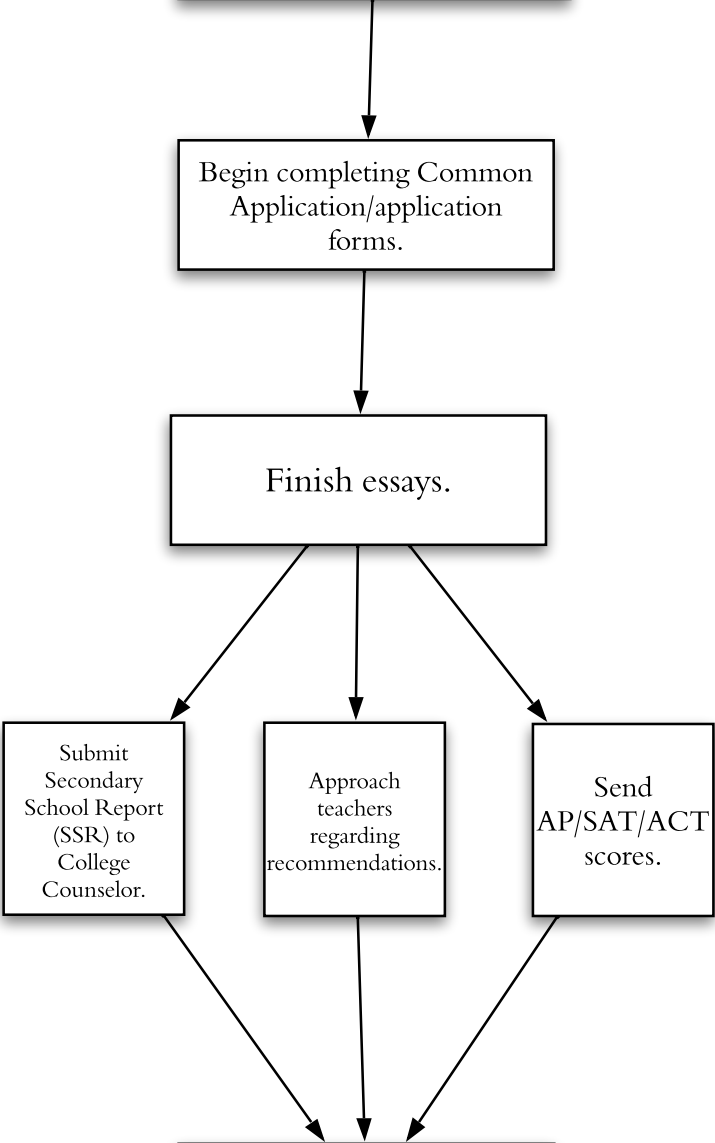 Begin completing Common
Application/application
forms.
Finish essays.
Submit
Secondary
School Report
(SSR) to
College
Counselor.
Approach
teachers
regarding
recommendations.
Send
AP/SAT/ACT
scores.